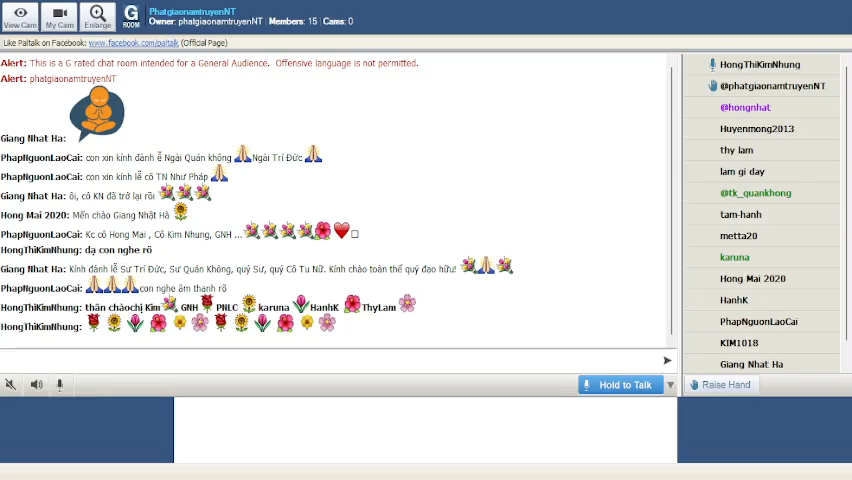 View Cam
My Cam
Enlarge
G
ROOM
PhatgiaonamtruyenNT
Owner: phatgiaonamtruyenNT | Members: 15 | Cams: 0
Like Paltalk on Facebook: www.facebook.com/paltalk (Official Page)
Alert: This is a G rated chat room intended for a General Audience. Offensive language is not permitted.
Alert: phatgiaonamtruyenNT
Giang Nhat Ha:
PhapNguonLaoCai: con xin kính đành ễ Ngài Quán không Ngài Trí Đức
PhapNguonLaoCai: con xin kính lễ cô TN Như Pháp
Giang Nhat Ha: ôi, cô KN đã trở lại rồi
Hong Mai 2020: Mến chào Giang Nhật Hà
PhapNguonLaoCai: Kc cô Hong Mai , Cô Kim Nhung, GNH ...
HongThiKimNhung: dạ con nghe rõ
Giang Nhat Ha: Kính đảnh lễ Sư Trí Đức, Sư Quán Không, quý Sư, quý Cô Tu Nữ. Kính chào toàn thể quý đạo hữu!
PhapNguonLaoCai: con nghe âm thanh rõ
HongThiKimNhung: thân chàochị Kim GNH PNLC karuna HanhK ThyLam
HongThiKimNhung:
Hold to Talk
HongThiKimNhung
@phatgiaonamtruyenNT
@hongnhat
Huyenmong2013
thy lam
lam gi day
@tk_quankhong
tam-hanh
metta20
karuna
Hong Mai 2020
HanhK
PhapNguonLaoCai
KIM1018
Giang Nhat Ha
Raise Hand